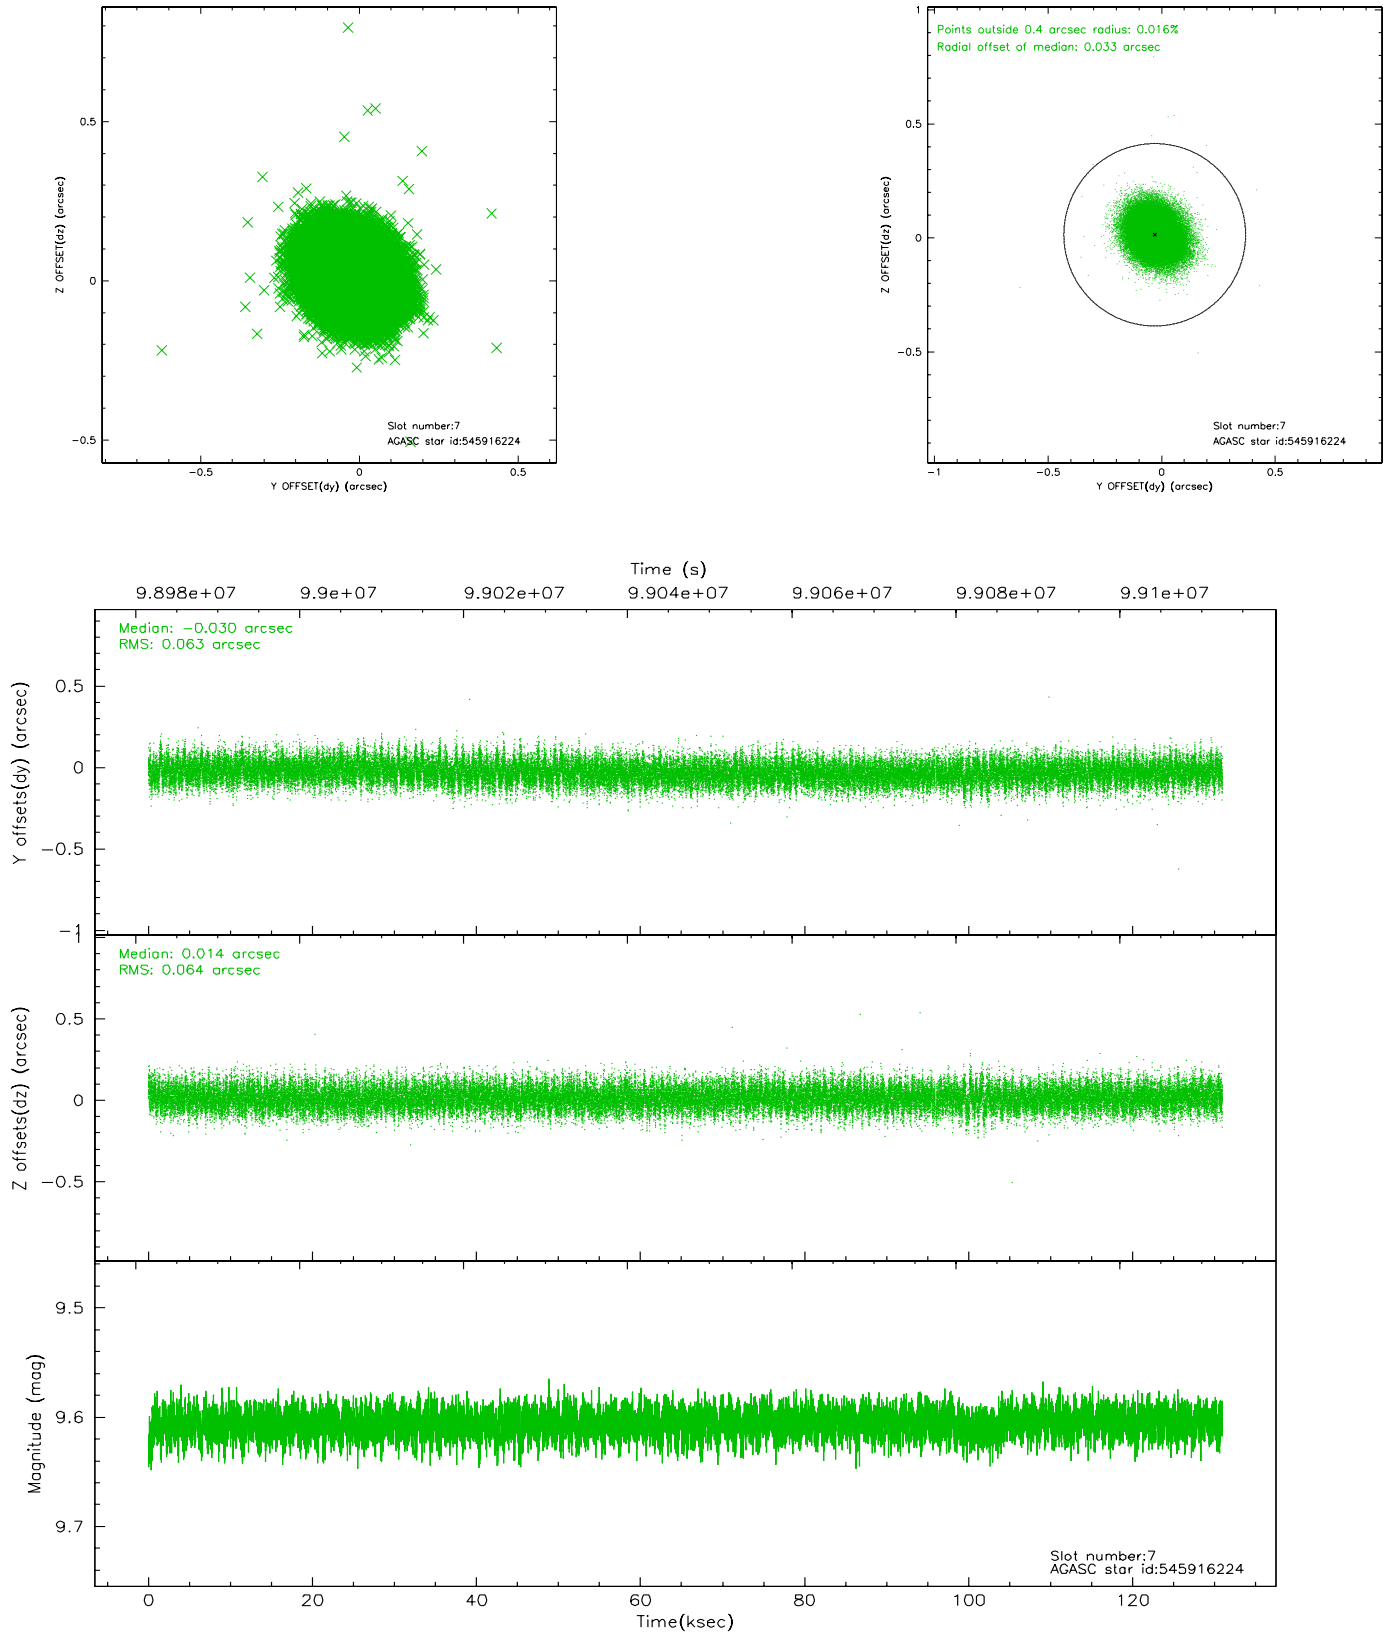 0.5
0
-0.5
Z OFFSET(dz) (arcsec)
Slot number:7
AGASC star id:545916224
-0.5 0 0.5
Y OFFSET(dy) (arcsec)
Points outside 0.4 arcsec radius: 0.016%
Radial offset of median: 0.033 arcsec
1
0.5
0
-0.5
Z OFFSET(dz) (arcsec)
Slot number:7
AGASC star id:545916224
-1 -0.5 0 0.5
Y OFFSET(dy) (arcsec)
Time (s)
9.898e+07 9.9e+07 9.902e+07 9.904e+07 9.906e+07 9.908e+07 9.91e+07
Median: -0.030 arcsec
RMS: 0.063 arcsec
0.5
0
-0.5
-1
Y offsets(dy) (arcsec)
1
Median: 0.014 arcsec
RMS: 0.064 arcsec
0.5
0
-0.5
Z offsets(dz) (arcsec)
9.5
9.6
9.7
Magnitude (mag)
Slot number:7
AGASC star id:545916224
0 20 40 60 80 100 120
Time(ksec)